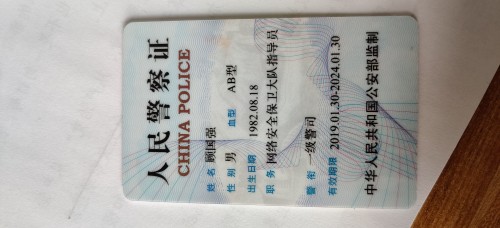 人民警察证
CHINA POLICE
姓名 顾国强
性别 男 血型 AB型
出生日期 1982.08.18
职务 网络安全保卫大队指导员
警衔 一级警司
有效期限 2019.01.30-2024.01.30
中华人民共和国公安部监制